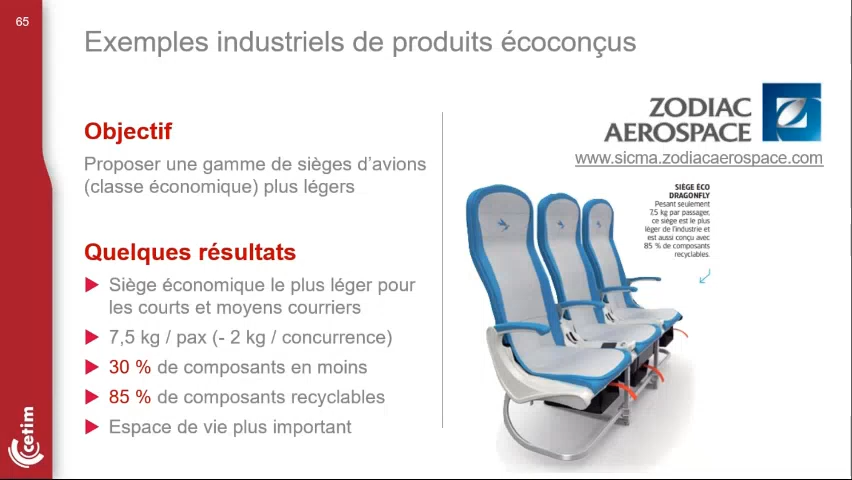 65
Exemples industriels de produits écoconçus
ZODIAC
AEROSPACE
www.sicma.zodiacaerospace.com
Objectif
Proposer une gamme de sièges d’avions
(classe économique) plus légers
Quelques résultats
Siège économique le plus léger pour
les courts et moyens courriers
7,5 kg / pax (- 2 kg / concurrence)
30 % de composants en moins
85 % de composants recyclables
Espace de vie plus important
SIÈGE ÉCO
DRAGONFLY
Pesant seulement
7,5 kg par passager,
ce siège est le plus
léger de l'industrie et
est aussi conçu avec
85 % de composants
recyclables.
cetim